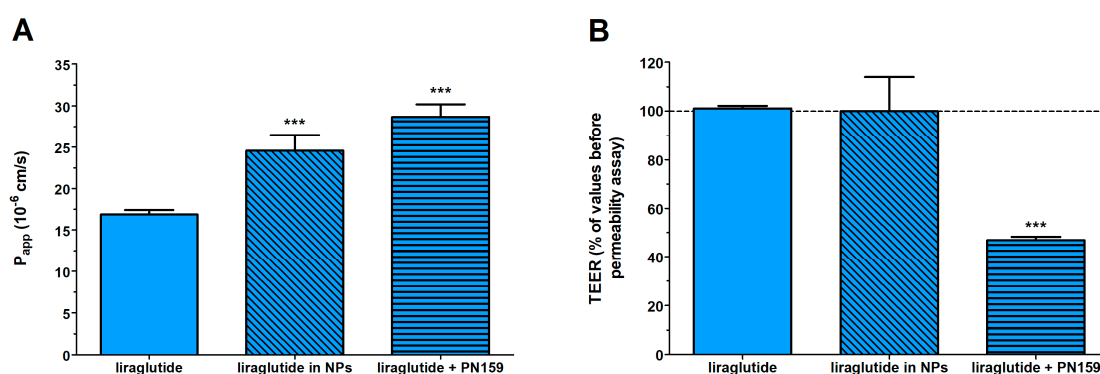 A
P_app (10^-6 cm/s)
35
30
25
20
15
10
5
0
***
***
liraglutide
liraglutide in NPs
liraglutide + PN159
B
TEER (% of values before
permeability assay)
120
100
80
60
40
20
0
***
liraglutide
liraglutide in NPs
liraglutide + PN159